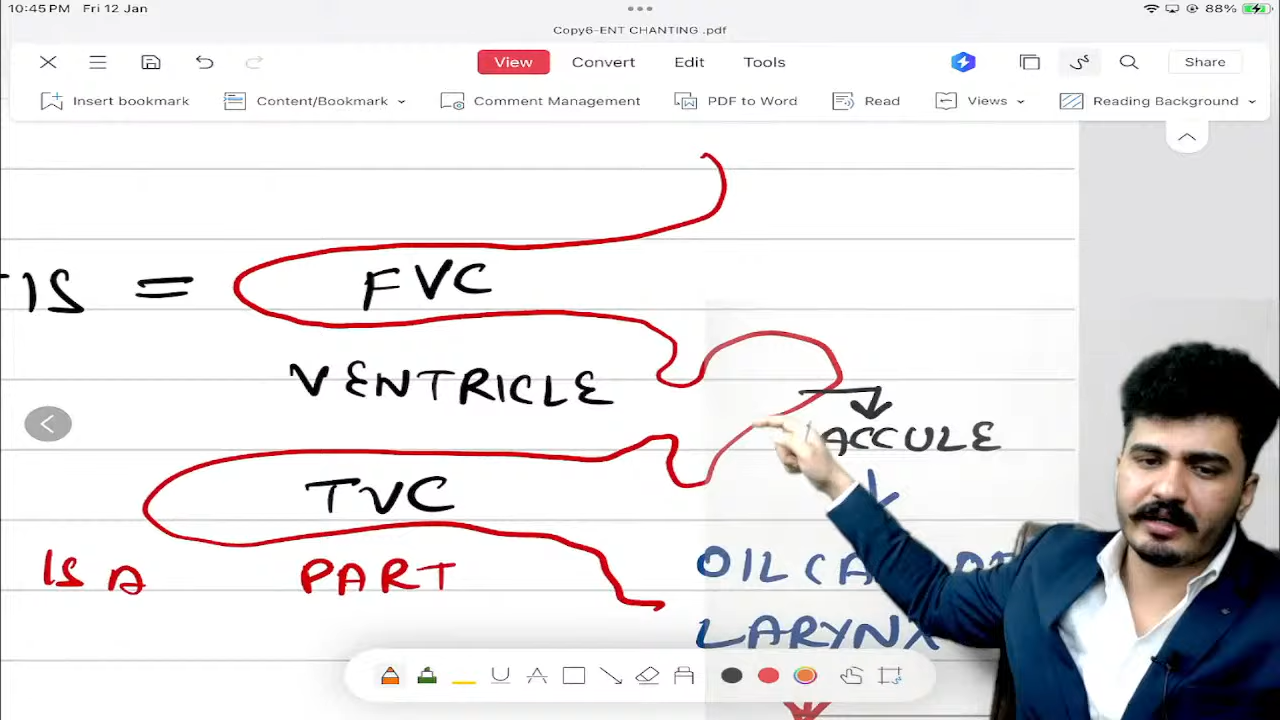 10:45 PM Fri 12 Jan 88%
Copy6-ENT CHANTING .pdf
View Convert Edit Tools Share
Insert bookmark Content/Bookmark Comment Management PDF to Word Read Views Reading Background
IS = FVC
VENTRICLE
ACCULE
TVC
IS A PART
OIL
LARYNX